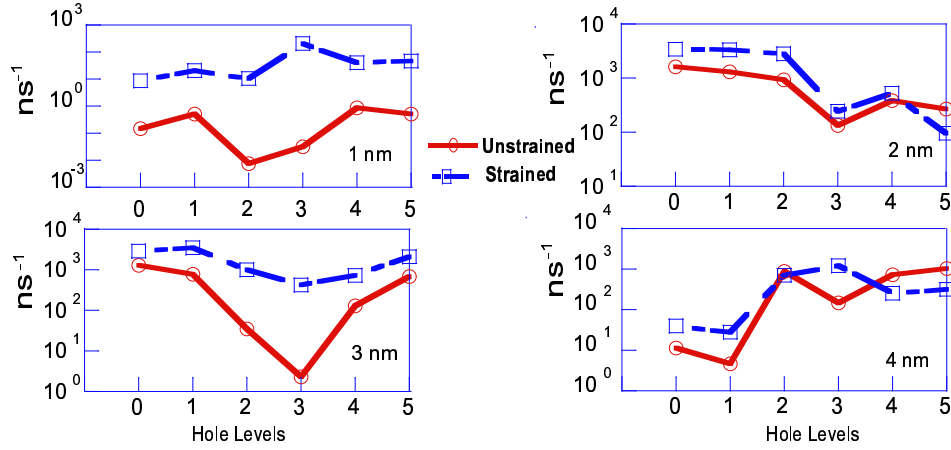 10³
10⁰
10⁻³
ns⁻¹
1 nm
0 1 2 3 4 5
10⁴
10³
10²
10¹
ns⁻¹
2 nm
0 1 2 3 4 5
Unstrained
Strained
10⁴
10³
10²
10¹
10⁰
ns⁻¹
3 nm
0 1 2 3 4 5
Hole Levels
10⁴
10³
10²
10¹
10⁰
ns⁻¹
4 nm
0 1 2 3 4 5
Hole Levels